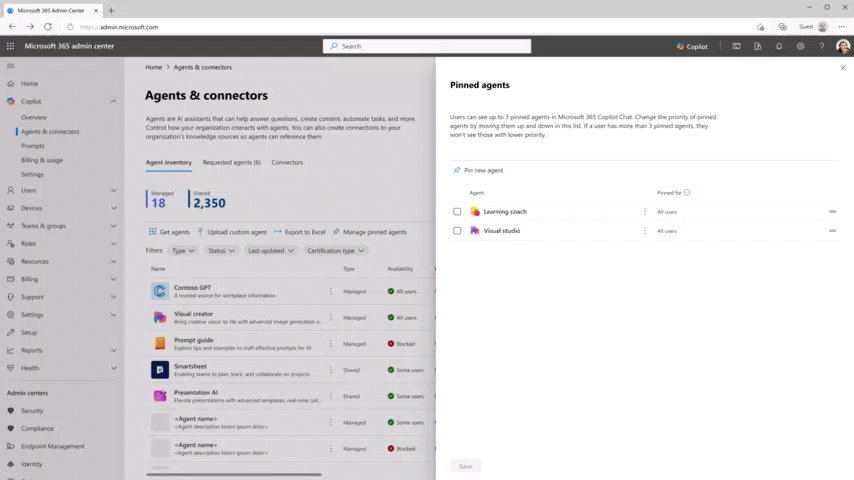 Microsoft 365 Admin Center
https://admin.microsoft.com
Guest
Microsoft 365 admin center
Search
Copilot
Home
Copilot
Overview
Agents & connectors
Prompts
Billing & usage
Settings
Users
Devices
Teams & groups
Roles
Resources
Billing
Support
Settings
Setup
Reports
Health
Admin centers
Security
Compliance
Endpoint Management
Identity
Home > Agents & connectors
Agents & connectors
Agents are AI assistants that can help answer questions, create content, automate tasks, and more.
Control how your organization interacts with agents. You can also create connections to your
organization's knowledge sources so agents can reference them
Agent inventory Requested agents (6) Connectors
Managed Shared
18 2,350
Get agents Upload custom agent Export to Excel Manage pinned agents
Filters: Type Status Last updated Certification type
Name Type Availability
Contoso GPT
A trusted source for workplace information
Managed All users
Visual creator
Bring creative vision to life with advanced image generation o...
Managed All users
Prompt guide
Explore tips and examples to craft effective prompts for AI
Managed Blocked
Smartsheet
Enabling teams to plan, track, and collaborate on projects
Shared Some users
Presentation AI
Elevate presentations with advanced templates, real-time coll...
Shared Some users
<Agent name>
<Agent description lorem ipsum dolor>
Managed Some users
<Agent name>
<Agent description lorem ipsum dolor>
Managed Blocked
Pinned agents
Users can see up to 3 pinned agents in Microsoft 365 Copilot Chat. Change the priority of pinned
agents by moving them up and down in this list. If a user has more than 3 pinned agents, they
won't see those with lower priority.
Pin new agent
Agent Pinned for
Learning coach All users
Visual studio All users
Save